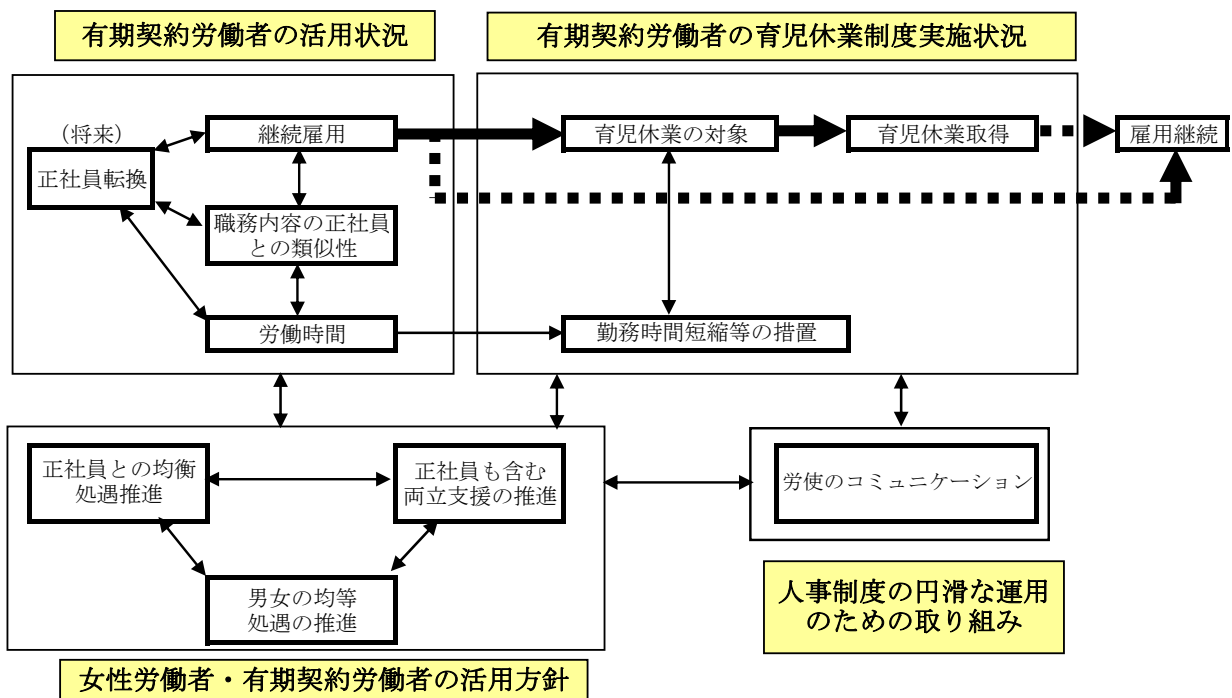 有期契約労働者の活用状況
有期契約労働者の育児休業制度実施状況
(将来)
正社員転換
継続雇用
職務内容の正社員
との類似性
労働時間
育児休業の対象
育児休業取得
雇用継続
勤務時間短縮等の措置
正社員との均衡
処遇推進
正社員も含む
両立支援の推進
男女の均等
処遇の推進
労使のコミュニケーション
人事制度の円滑な運用
のための取り組み
女性労働者・有期契約労働者の活用方針